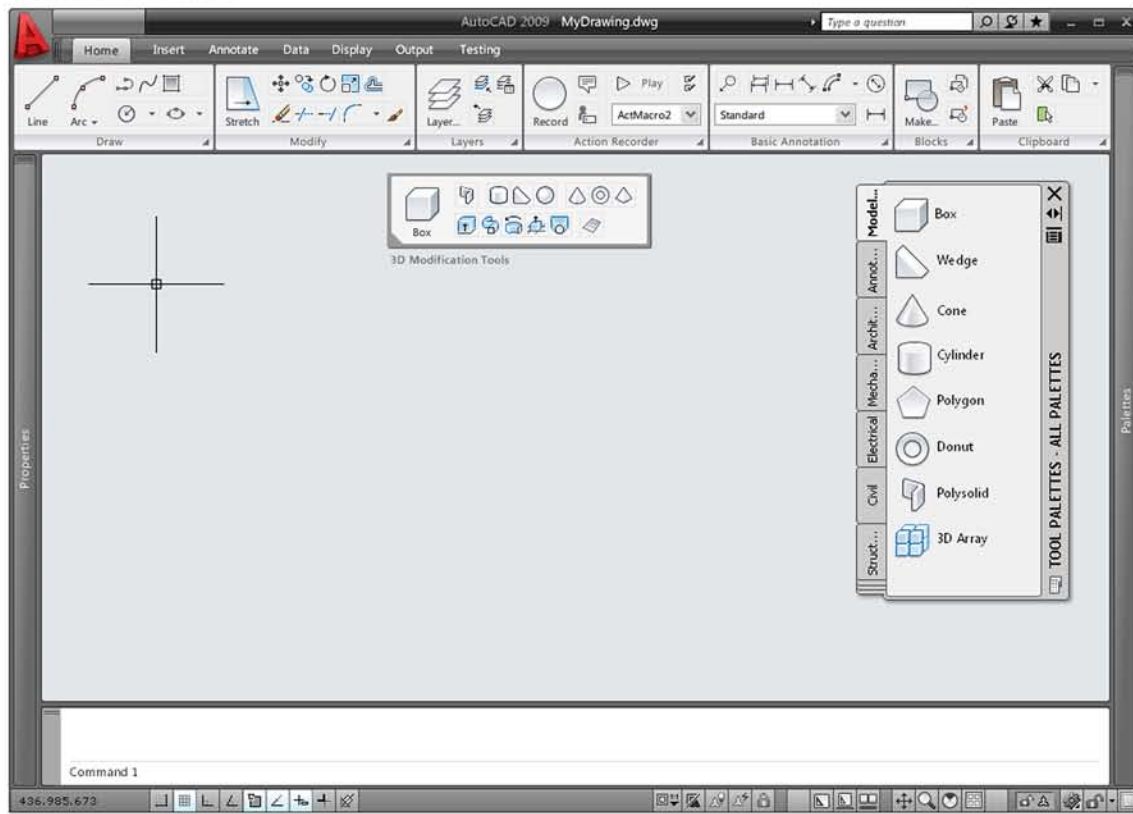 AutoCAD 2009 MyDrawing.dwg
Type a question
Home Insert Annotate Data Display Output Testing
Line
Arc
Draw
Stretch
Modify
Layer...
Layers
Record
Play
ActMacro2
Action Recorder
Standard
Basic Annotation
Make...
Blocks
Paste
Clipboard
Properties
Box
3D Modification Tools
Model...
Annot...
Archit...
Mecha...
Electrical
Civil
Struct...
Box
Wedge
Cone
Cylinder
Polygon
Donut
Polysolid
3D Array
TOOL PALETTES - ALL PALETTES
Palettes
Command 1
436.985.673